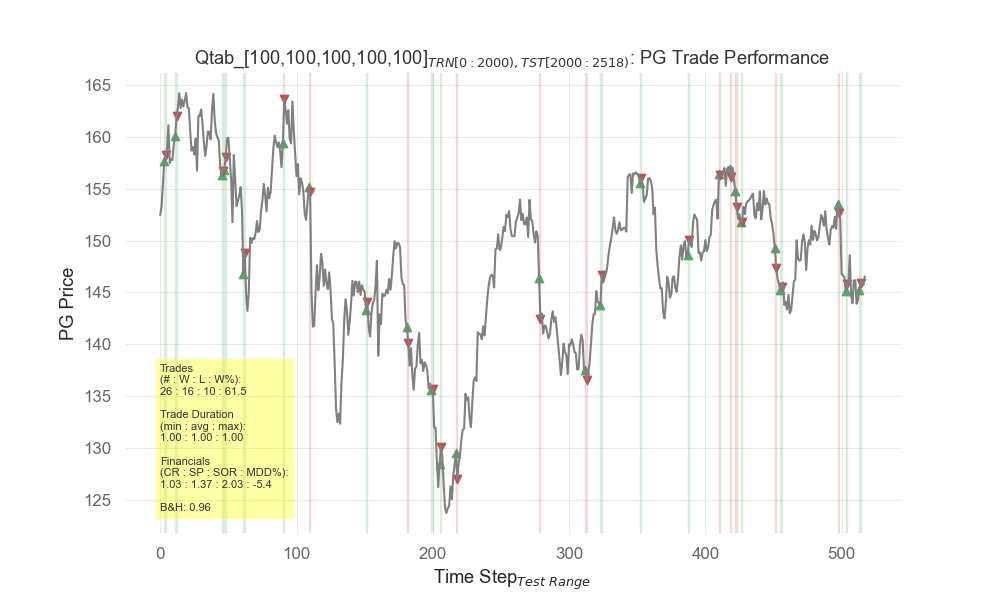 Qtab_[100,100,100,100,100]TRN[0 : 2000), TST[2000 : 2518): PG Trade Performance
165
160
155
150
145
140
135
130
125
PG Price
Trades
(# : W : L : W%):
26 : 16 : 10 : 61.5
Trade Duration
(min : avg : max):
1.00 : 1.00 : 1.00
Financials
(CR : SP : SOR : MDD%):
1.03 : 1.37 : 2.03 : -5.4
B&H: 0.96
0 100 200 300 400 500
Time StepTest Range